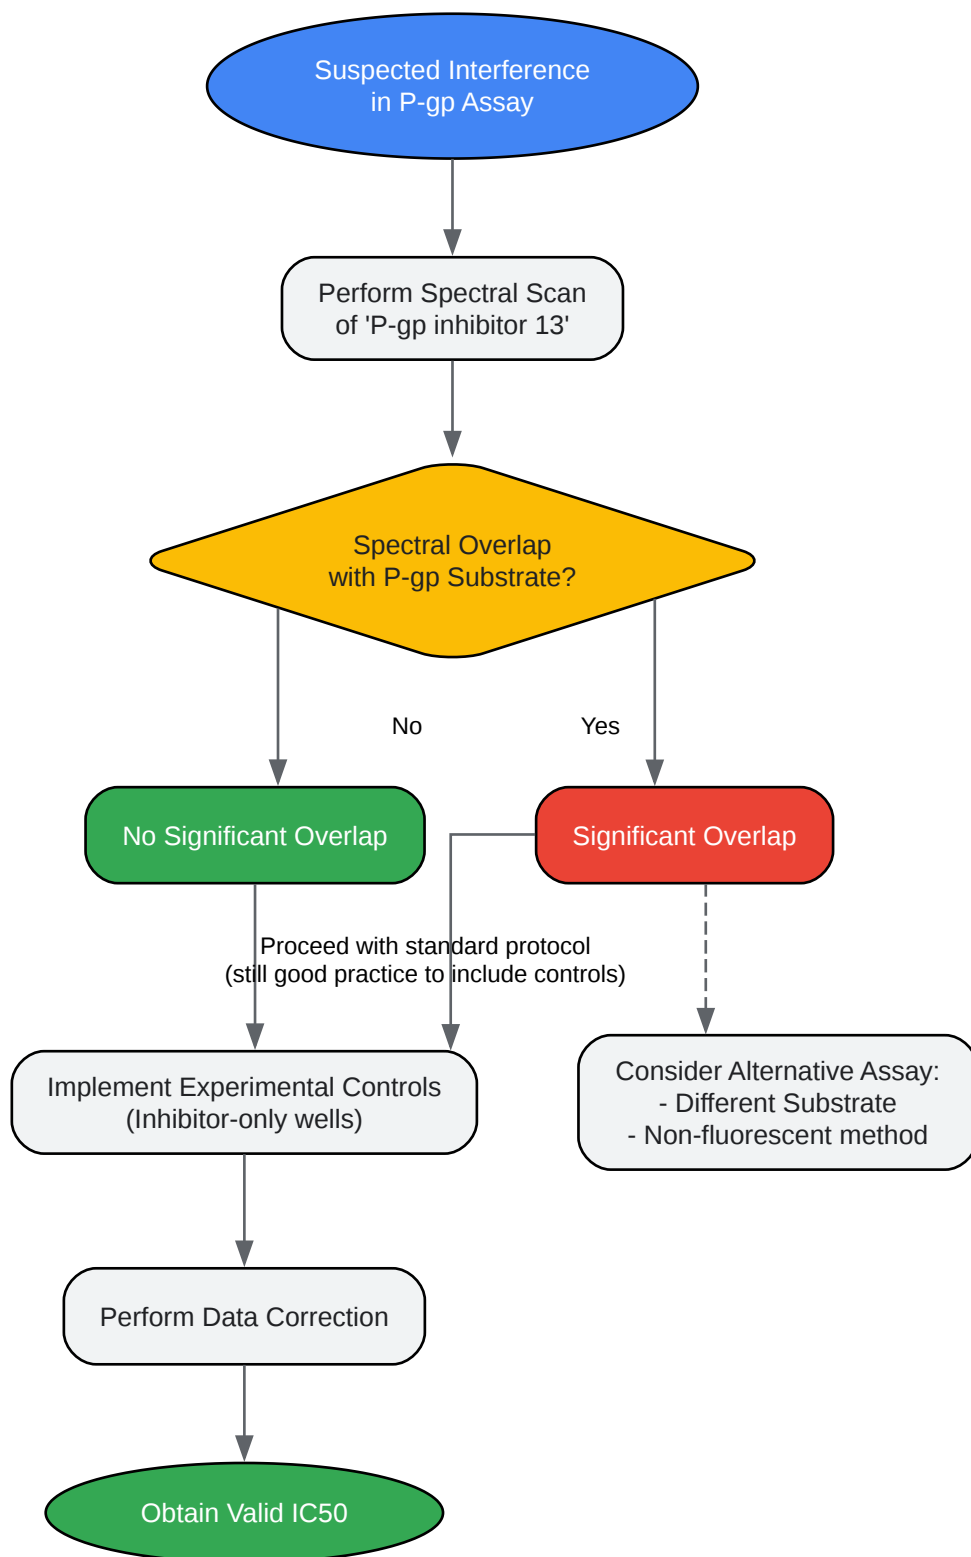 Suspected Interference
in P-gp Assay
Perform Spectral Scan
of 'P-gp inhibitor 13'
Spectral Overlap
with P-gp Substrate?
No
Yes
No Significant Overlap
Significant Overlap
Proceed with standard protocol
(still good practice to include controls)
Implement Experimental Controls
(Inhibitor-only wells)
Consider Alternative Assay:
- Different Substrate
- Non-fluorescent method
Perform Data Correction
Obtain Valid IC50